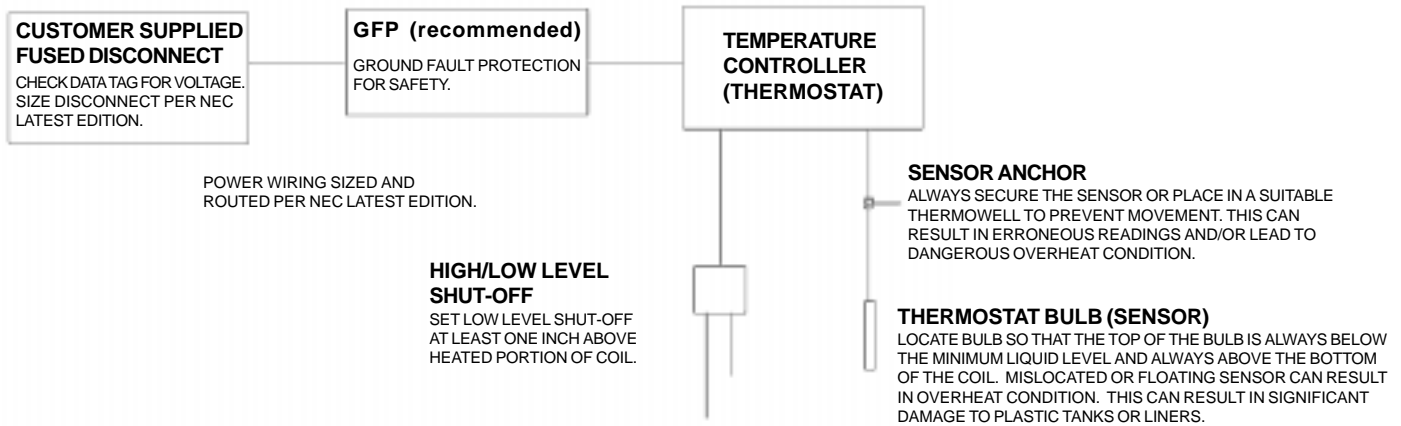 CUSTOMER SUPPLIED
FUSED DISCONNECT
CHECK DATA TAG FOR VOLTAGE.
SIZE DISCONNECT PER NEC
LATEST EDITION.
GFP (recommended)
GROUND FAULT PROTECTION
FOR SAFETY.
TEMPERATURE
CONTROLLER
(THERMOSTAT)
POWER WIRING SIZED AND
ROUTED PER NEC LATEST EDITION.
SENSOR ANCHOR
ALWAYS SECURE THE SENSOR OR PLACE IN A SUITABLE
THERMOWELL TO PREVENT MOVEMENT. THIS CAN
RESULT IN ERRONEOUS READINGS AND/OR LEAD TO
DANGEROUS OVERHEAT CONDITION.
HIGH/LOW LEVEL
SHUT-OFF
SET LOW LEVEL SHUT-OFF
AT LEAST ONE INCH ABOVE
HEATED PORTION OF COIL.
THERMOSTAT BULB (SENSOR)
LOCATE BULB SO THAT THE TOP OF THE BULB IS ALWAYS BELOW
THE MINIMUM LIQUID LEVEL AND ALWAYS ABOVE THE BOTTOM
OF THE COIL. MISLOCATED OR FLOATING SENSOR CAN RESULT
IN OVERHEAT CONDITION. THIS CAN RESULT IN SIGNIFICANT
DAMAGE TO PLASTIC TANKS OR LINERS.